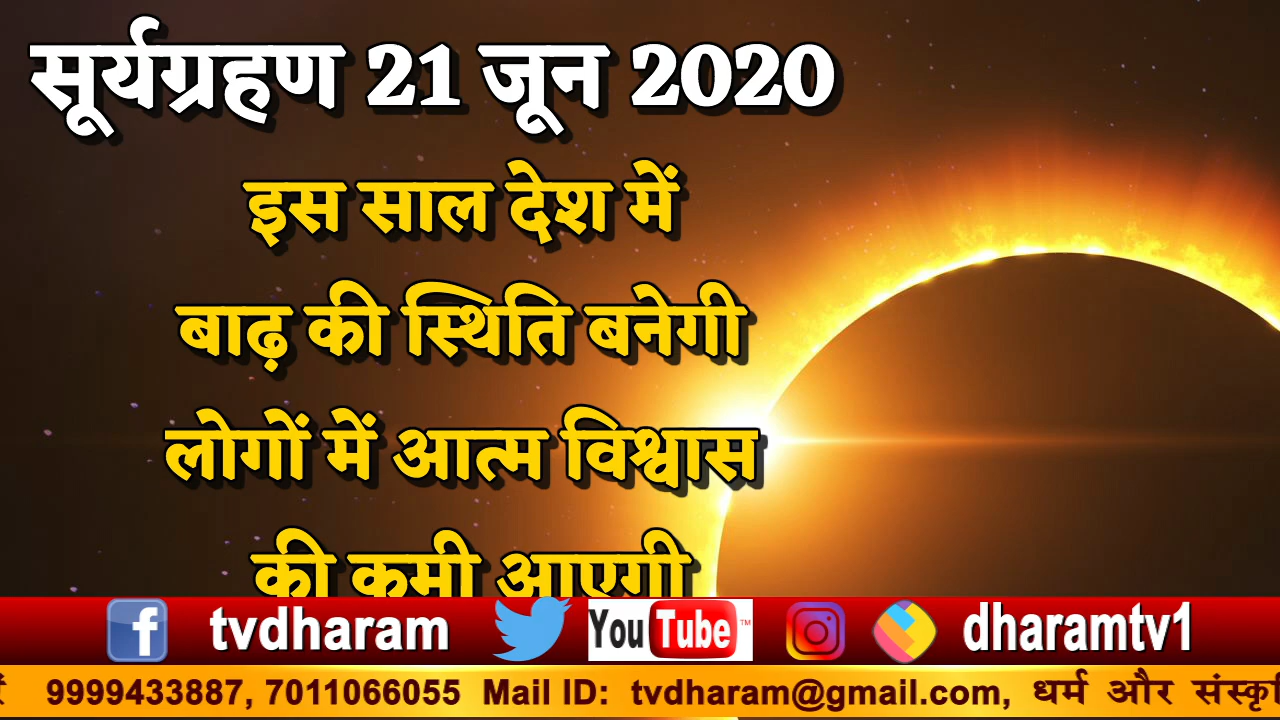 सूर्यग्रहण 21 जून 2020
इस साल देश में
बाढ़ की स्थिति बनेगी
लोगों में आत्म विश्वास
की कमी आएगी
tvdharam YouTube™ dharamtv1
9999433887, 7011066055 Mail ID: tvdharam@gmail.com, धर्म और